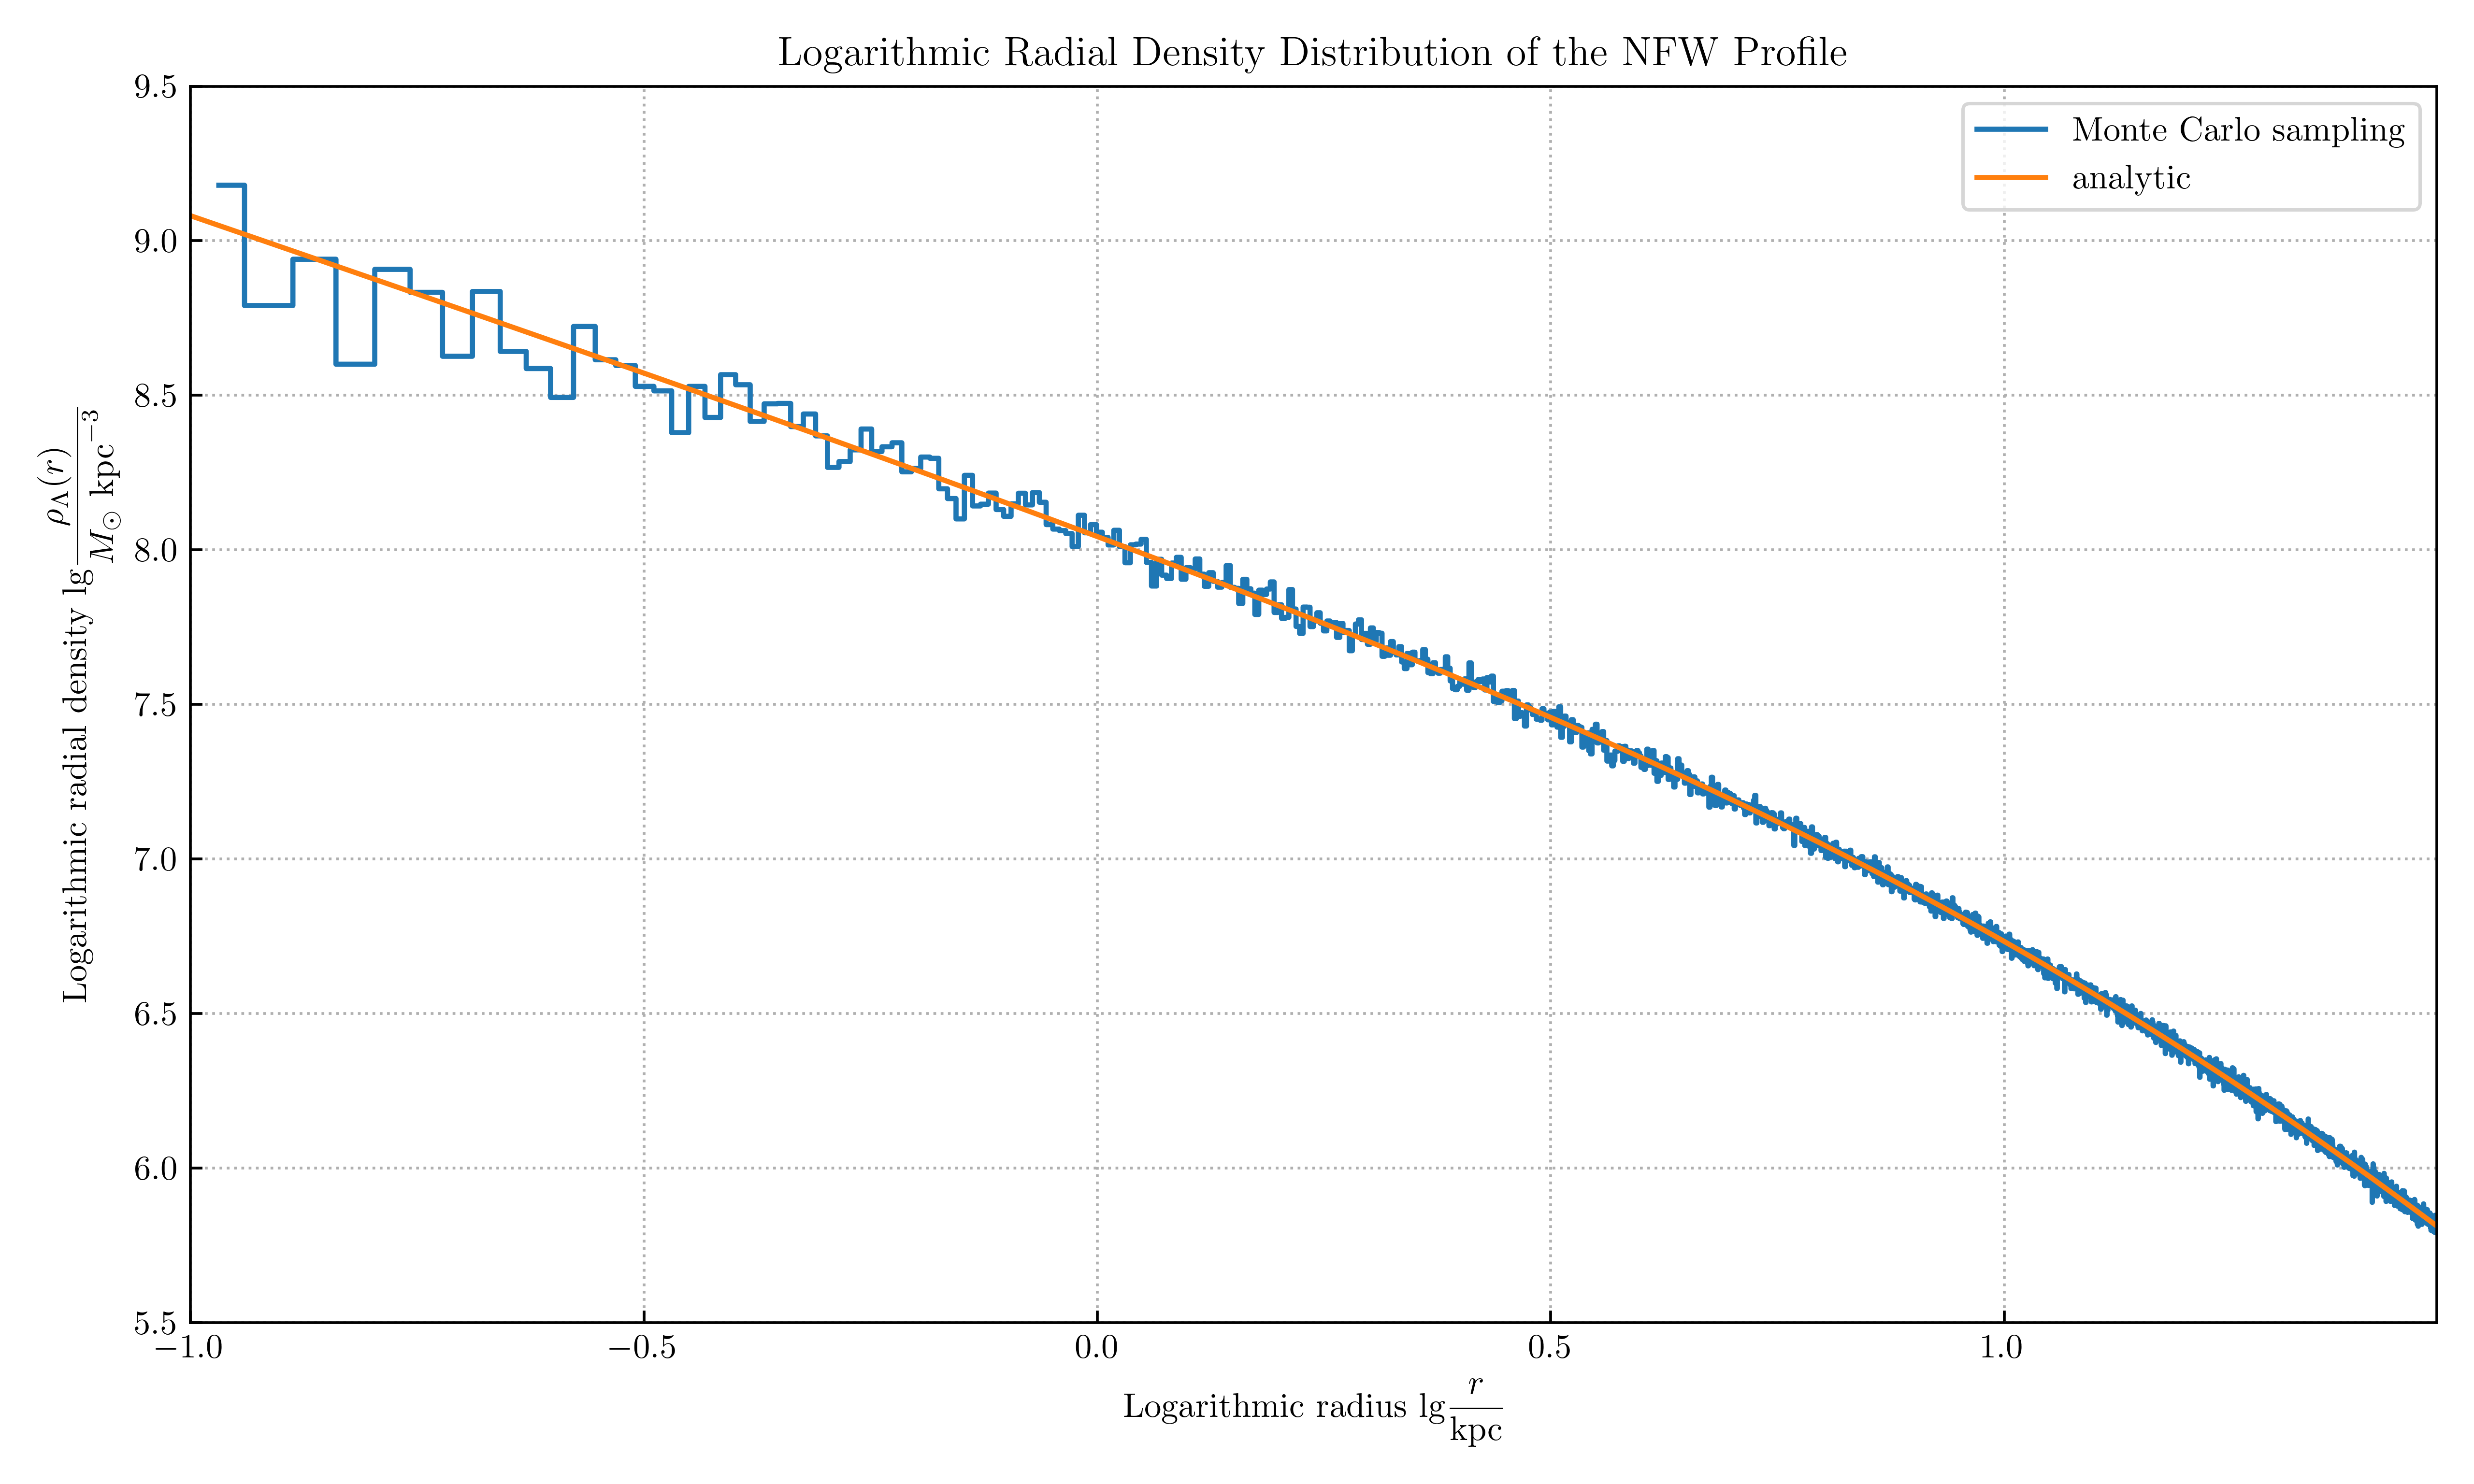 Logarithmic Radial Density Distribution of the NFW Profile
Monte Carlo sampling
analytic
9.5
9.0
8.5
8.0
7.5
7.0
6.5
6.0
5.5
Logarithmic radial density lg ρΛ(r) / M⊙ kpc⁻³
−1.0 −0.5 0.0 0.5 1.0
Logarithmic radius lg r / kpc